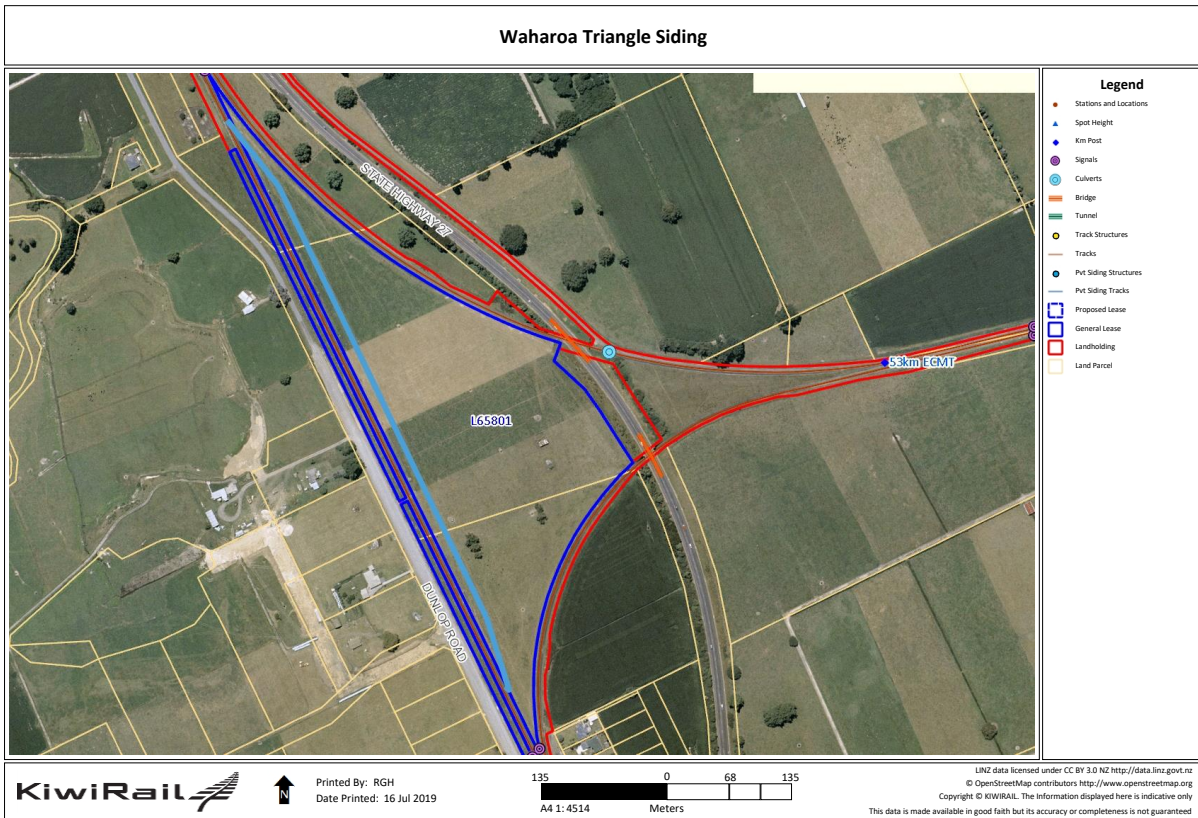 Waharoa Triangle Siding
STATE HIGHWAY 27
53km ECMT
L65801
DUNLOP ROAD
Legend
Stations and Locations
Spot Height
Km Post
Signals
Culverts
Bridge
Tunnel
Track Structures
Tracks
Pvt Siding Structures
Pvt Siding Tracks
Proposed Lease
General Lease
Landholding
Land Parcel
KiwiRail
N
Printed By: RGH
Date Printed: 16 Jul 2019
135 0 68 135
A4 1: 4514 Meters
LINZ data licensed under CC BY 3.0 NZ http://data.linz.govt.nz
© OpenStreetMap contributors http://www.openstreetmap.org
Copyright © KIWIRAIL. The Information displayed here is indicative only
This data is made available in good faith but its accuracy or completeness is not guaranteed